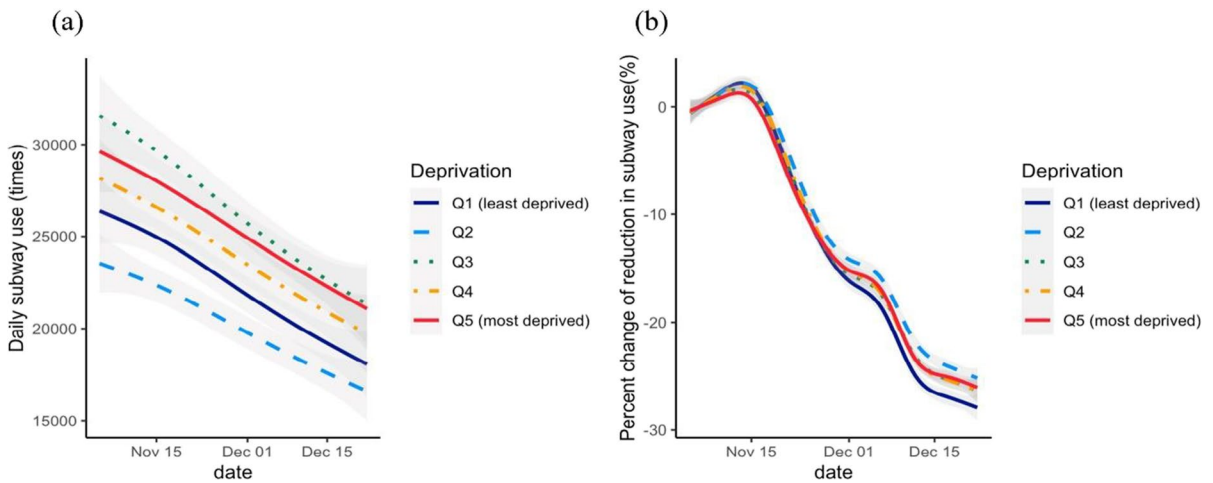 (a)
Daily subway use (times)
30000
25000
20000
15000
Nov 15
Dec 01
Dec 15
date
Deprivation
Q1 (least deprived)
Q2
Q3
Q4
Q5 (most deprived)
(b)
Percent change of reduction in subway use(%)
0
-10
-20
-30
Nov 15
Dec 01
Dec 15
date
Deprivation
Q1 (least deprived)
Q2
Q3
Q4
Q5 (most deprived)